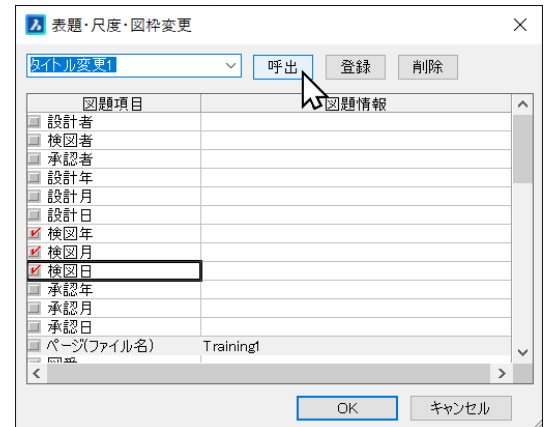 表題・尺度・図枠変更
タイトル変更1 呼出 登録 削除
図題項目 図題情報
設計者
検図者
承認者
設計年
設計月
設計日
検図年
検図月
検図日
承認年
承認月
承認日
ページ(ファイル名) Training1
OK キャンセル